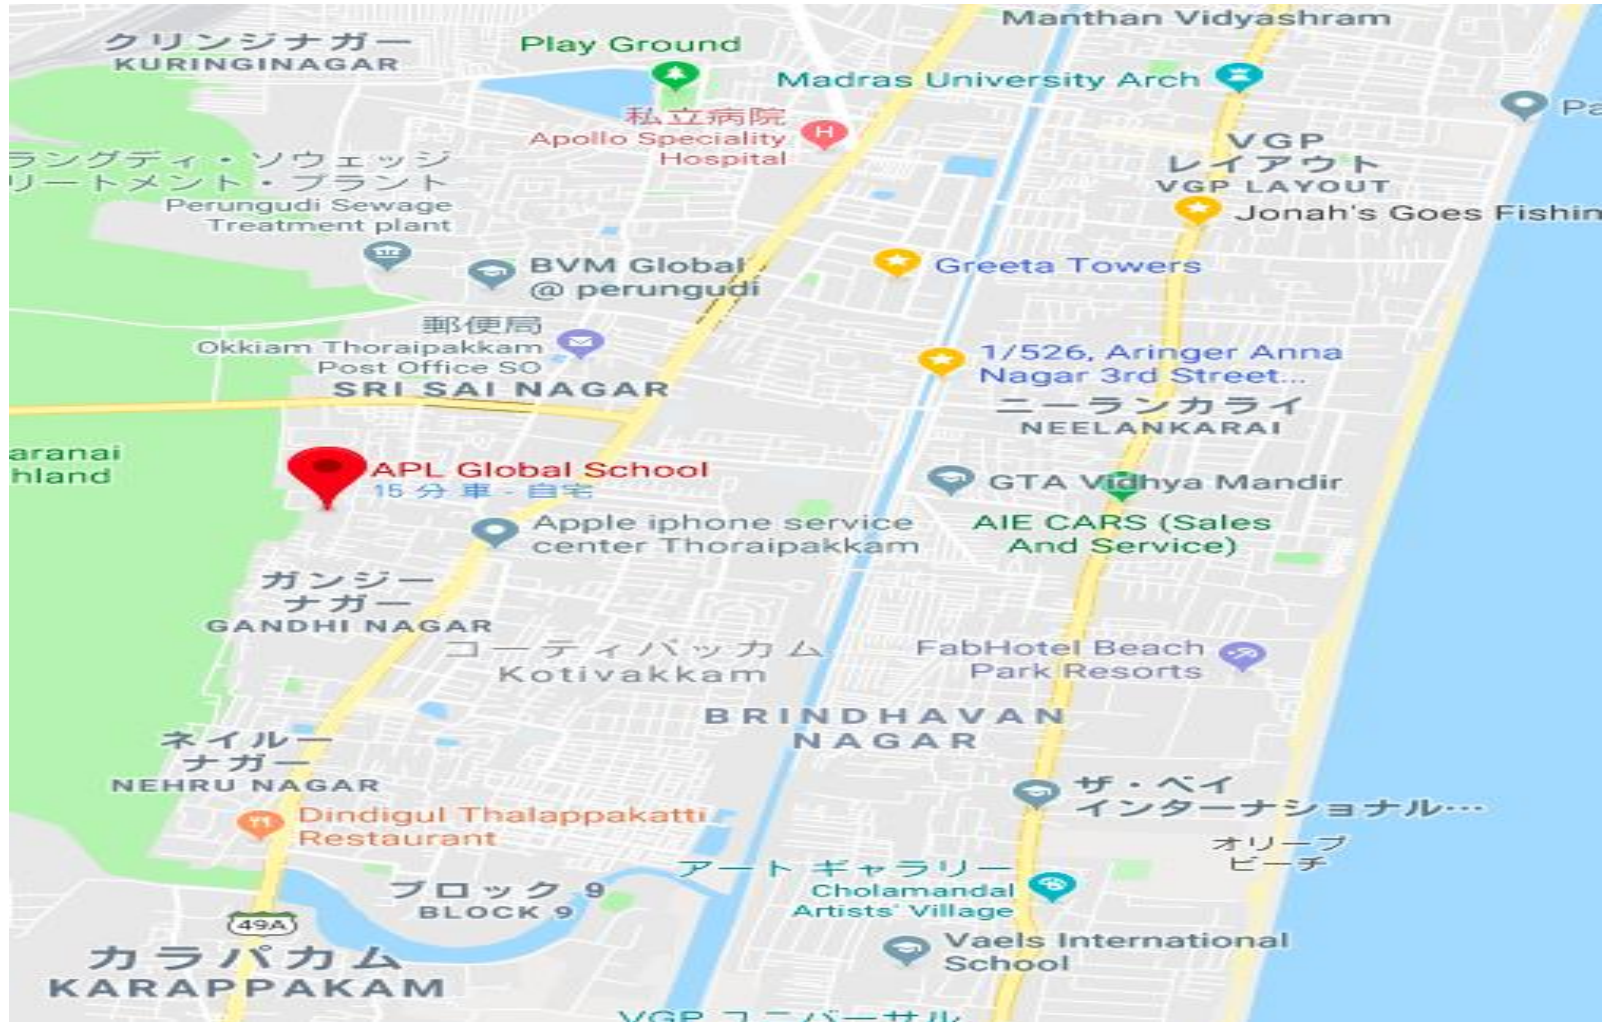 Manthan Vidyashram
クリンジナガー
KURINGINAGAR
Play Ground
Madras University Arch
Pa
私立病院
Apollo Speciality
Hospital
VGP
レイアウト
VGP LAYOUT
ラングディ・ソウェッジ
リートメント・プラント
Perungudi Sewage
Treatment plant
Jonah's Goes Fishin
BVM Global
@ perungudi
Greeta Towers
郵便局
Okkiam Thoraipakkam
Post Office SO
SRI SAI NAGAR
1/526, Aringer Anna
Nagar 3rd Street...
ニーランカライ
NEELANKARAI
aranai
hland
APL Global School
15 分 車 - 自宅
GTA Vidhya Mandir
Apple iphone service
center Thoraipakkam
AIE CARS (Sales
And Service)
ガンジー
ナガー
GANDHI NAGAR
コーティバッカム
Kotivakkam
FabHotel Beach
Park Resorts
BRINDHAVAN
NAGAR
ネイルー
ナガー
NEHRU NAGAR
ザ・ベイ
インターナショナル…
Dindigul Thalappakatti
Restaurant
オリーブ
ビーチ
アート ギャラリー
Cholamandal
Artists' Village
ブロック 9
BLOCK 9
49A
Vaels International
School
カラパカム
KARAPPAKAM
VGP ユニバーサル